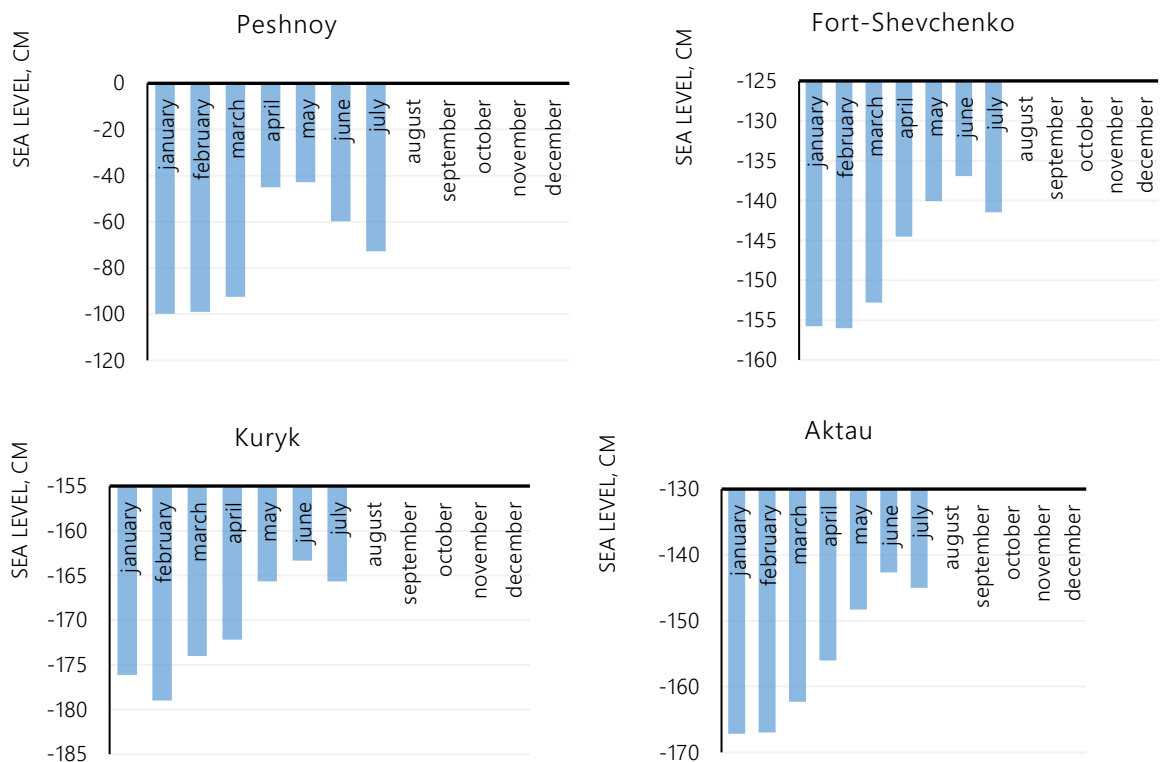 Peshnoy
SEA LEVEL, CM
0
-20
-40
-60
-80
-100
-120
january
february
march
april
may
june
july
august
september
october
november
december
Fort-Shevchenko
SEA LEVEL, CM
-125
-130
-135
-140
-145
-150
-155
-160
january
february
march
april
may
june
july
august
september
october
november
december
Kuryk
SEA LEVEL, CM
-155
-160
-165
-170
-175
-180
-185
january
february
march
april
may
june
july
august
september
october
november
december
Aktau
SEA LEVEL, CM
-130
-140
-150
-160
-170
january
february
march
april
may
june
july
august
september
october
november
december